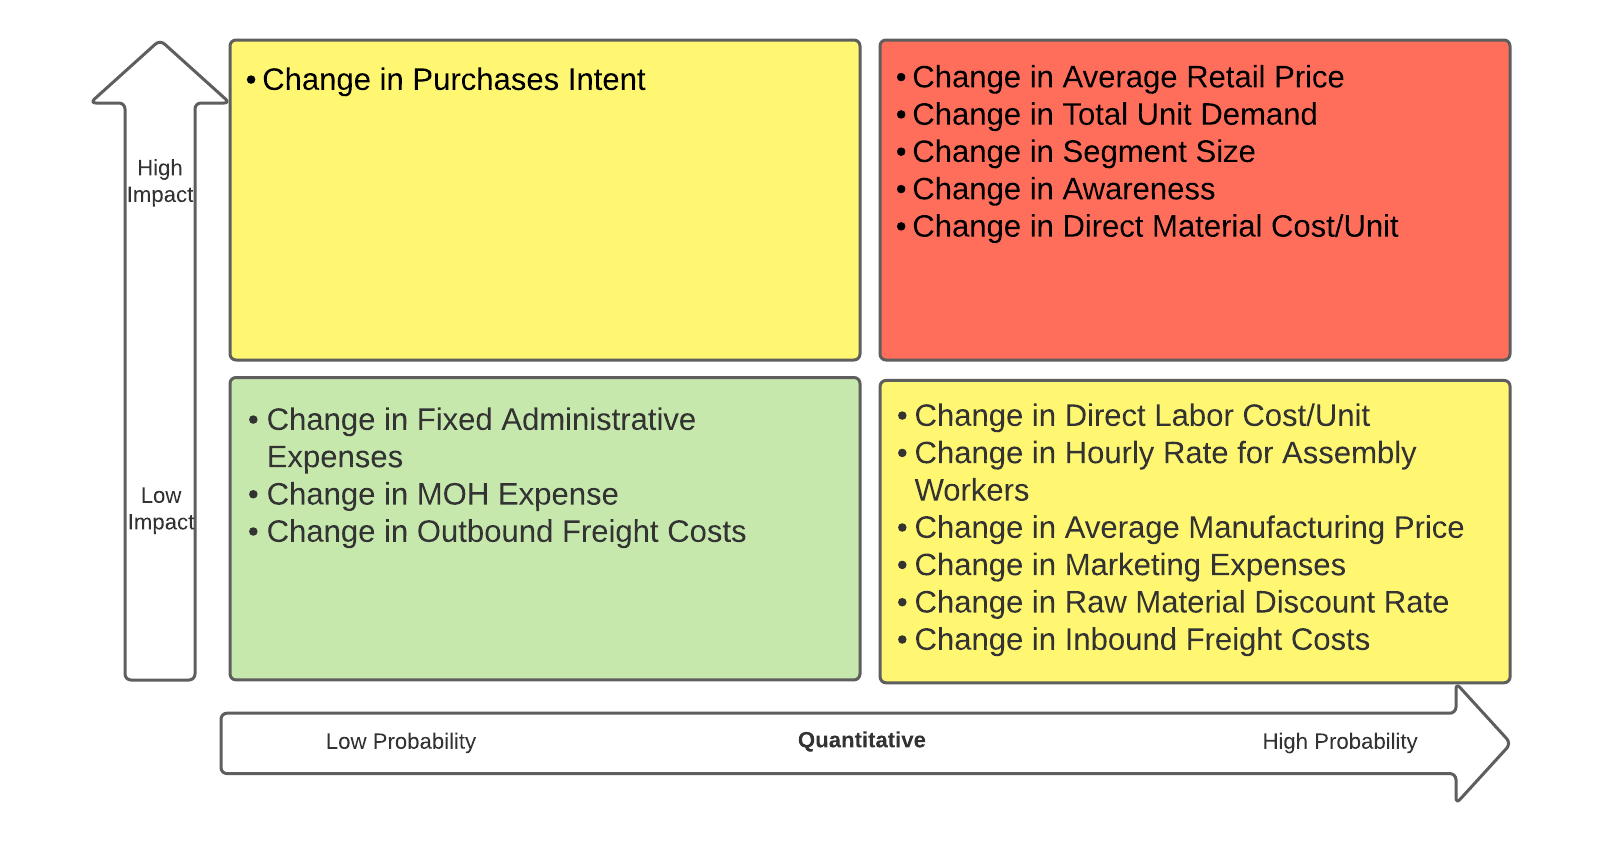 High
Impact
Low
Impact
• Change in Purchases Intent
• Change in Average Retail Price
• Change in Total Unit Demand
• Change in Segment Size
• Change in Awareness
• Change in Direct Material Cost/Unit
• Change in Fixed Administrative
Expenses
• Change in MOH Expense
• Change in Outbound Freight Costs
• Change in Direct Labor Cost/Unit
• Change in Hourly Rate for Assembly
Workers
• Change in Average Manufacturing Price
• Change in Marketing Expenses
• Change in Raw Material Discount Rate
• Change in Inbound Freight Costs
Low Probability
Quantitative
High Probability